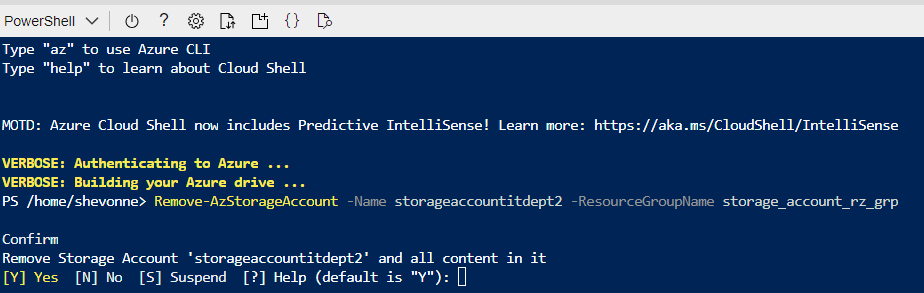 PowerShell
Type "az" to use Azure CLI
Type "help" to learn about Cloud Shell
MOTD: Azure Cloud Shell now includes Predictive IntelliSense! Learn more: https://aka.ms/CloudShell/IntelliSense
VERBOSE: Authenticating to Azure ...
VERBOSE: Building your Azure drive ...
PS /home/shevonne> Remove-AzStorageAccount -Name storageaccountitdept2 -ResourceGroupName storage_account_rz_grp
Confirm
Remove Storage Account 'storageaccountitdept2' and all content in it
[Y] Yes  [N] No  [S] Suspend  [?] Help (default is "Y"):